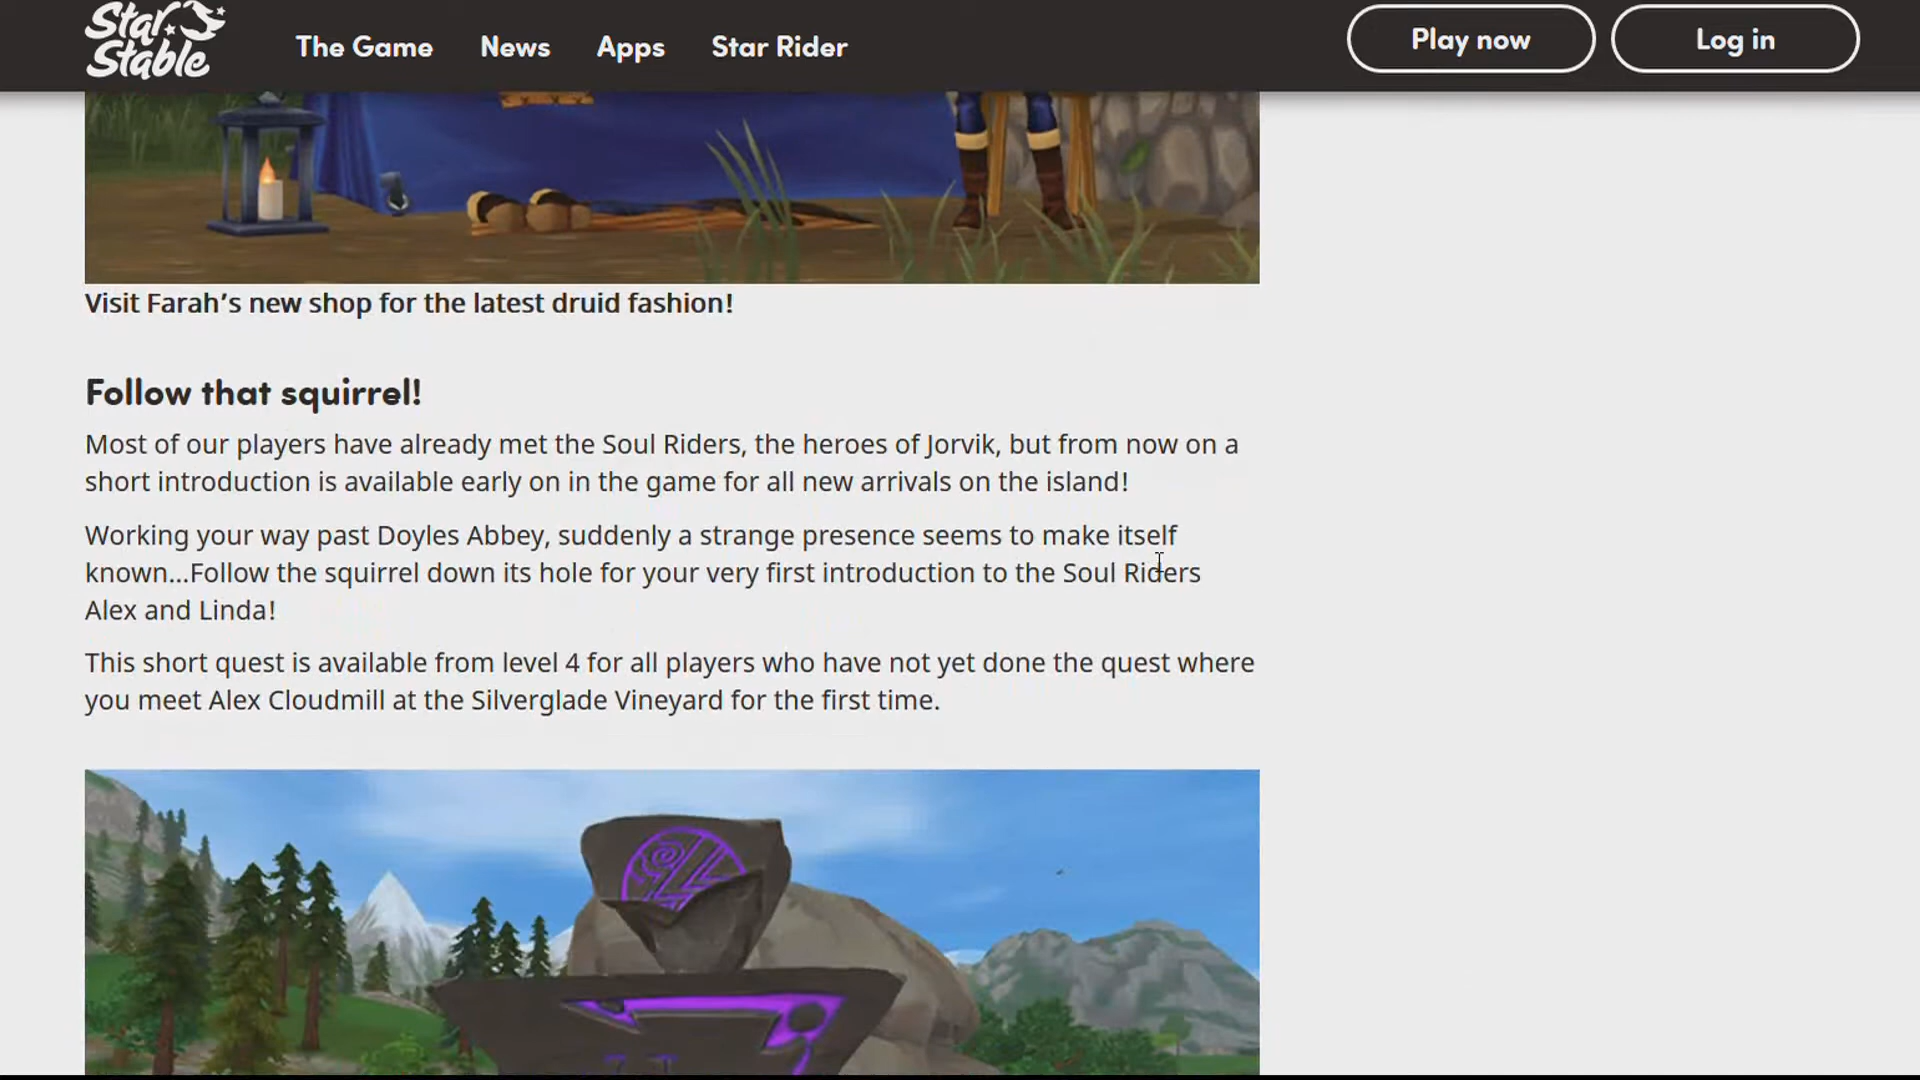 Star Stable
The Game
News
Apps
Star Rider
Play now
Log in
Visit Farah's new shop for the latest druid fashion!
Follow that squirrel!
Most of our players have already met the Soul Riders, the heroes of Jorvik, but from now on a
short introduction is available early on in the game for all new arrivals on the island!
Working your way past Doyles Abbey, suddenly a strange presence seems to make itself
known...Follow the squirrel down its hole for your very first introduction to the Soul Riders
Alex and Linda!
This short quest is available from level 4 for all players who have not yet done the quest where
you meet Alex Cloudmill at the Silverglade Vineyard for the first time.